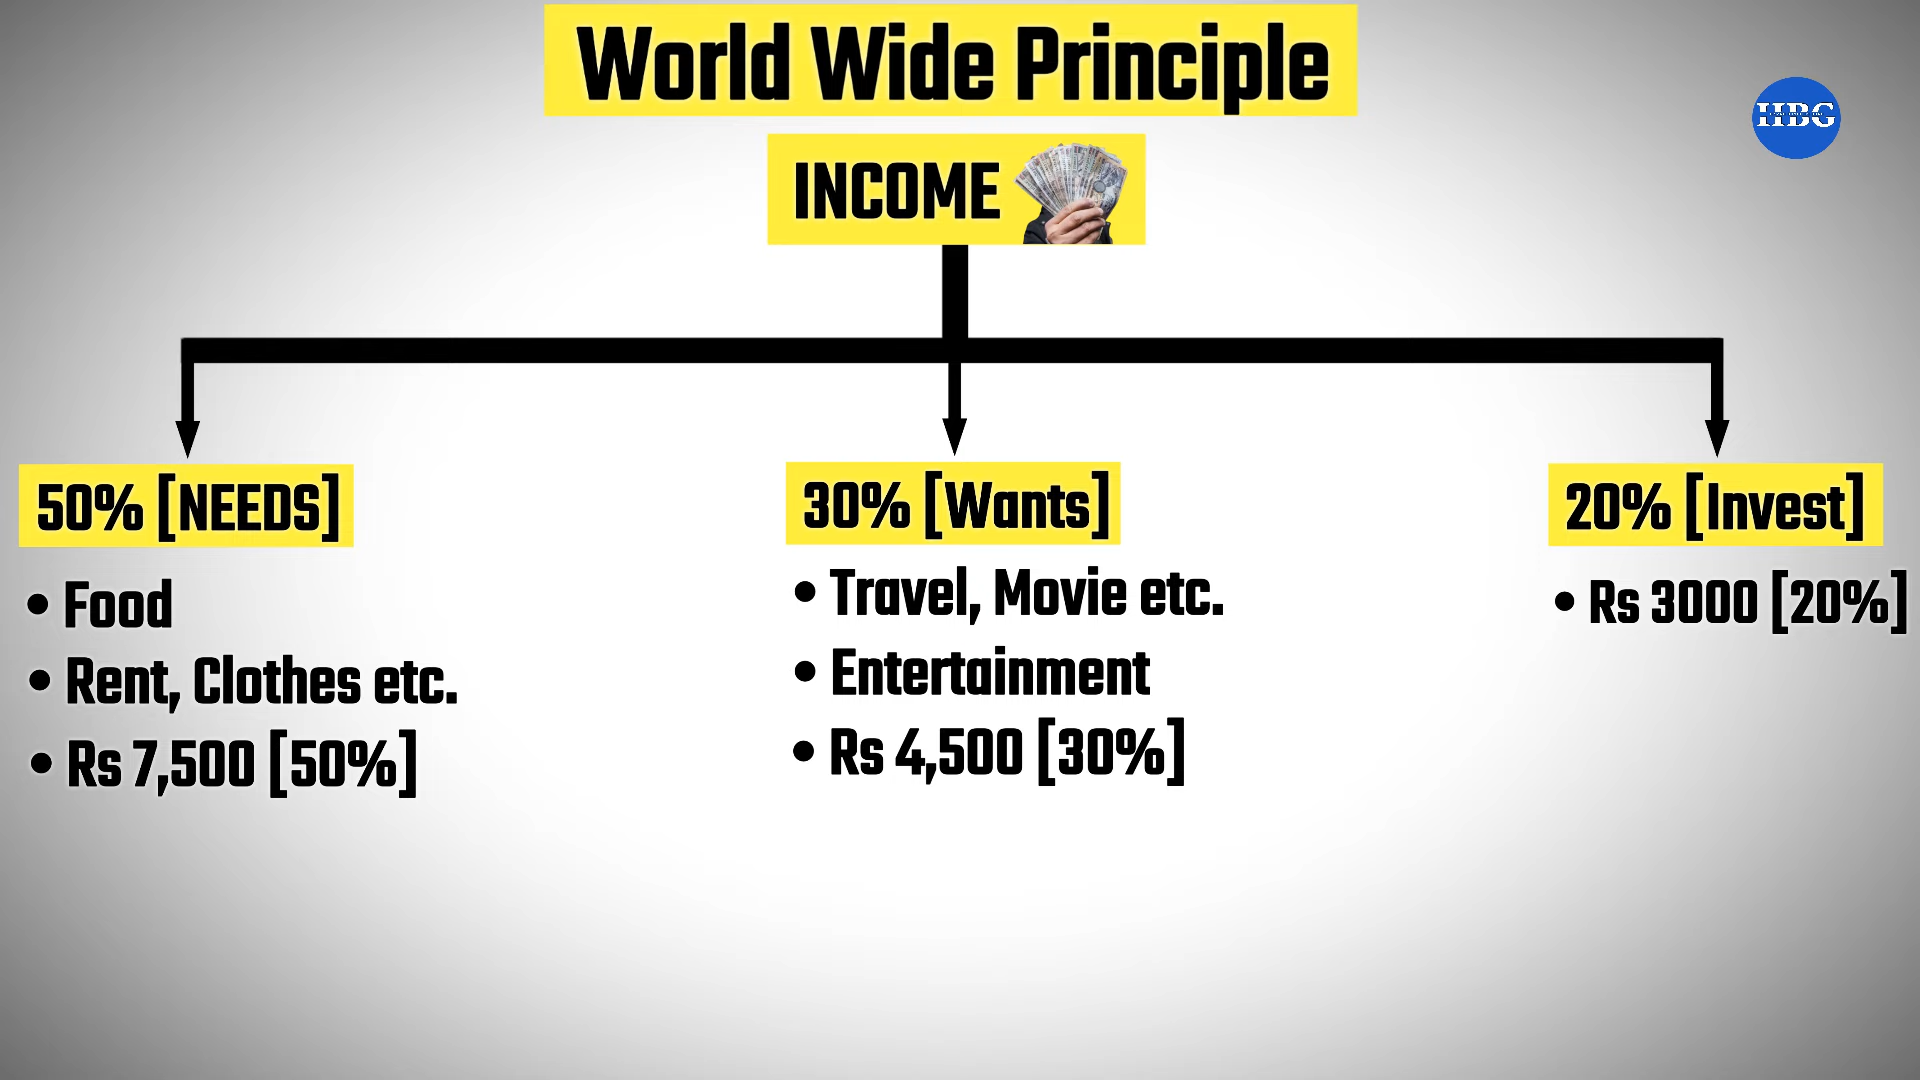 World Wide Principle
HBG
INCOME
50% [NEEDS]
• Food
• Rent, Clothes etc.
• Rs 7,500 [50%]
30% [Wants]
• Travel, Movie etc.
• Entertainment
• Rs 4,500 [30%]
20% [Invest]
• Rs 3000 [20%]